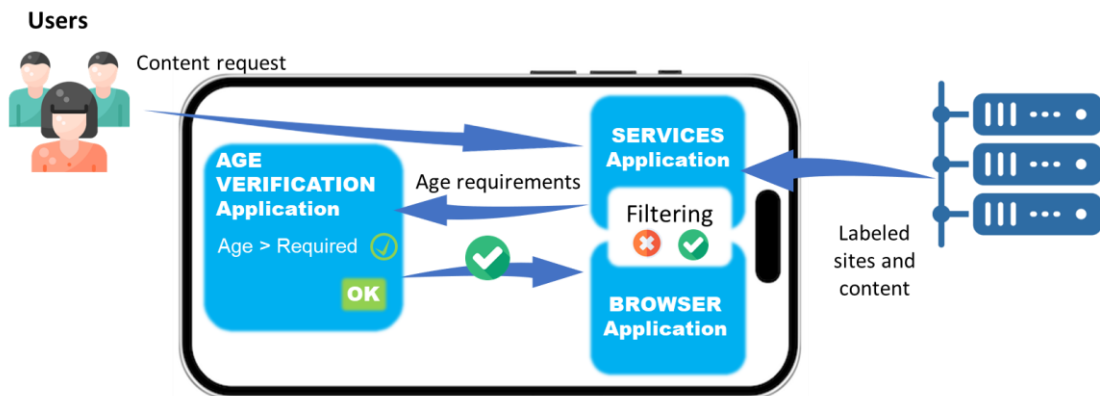 Users
Content request
SERVICES
Application
AGE
VERIFICATION
Application
Age requirements
Filtering
Age > Required
OK
BROWSER
Application
Labeled
sites and
content